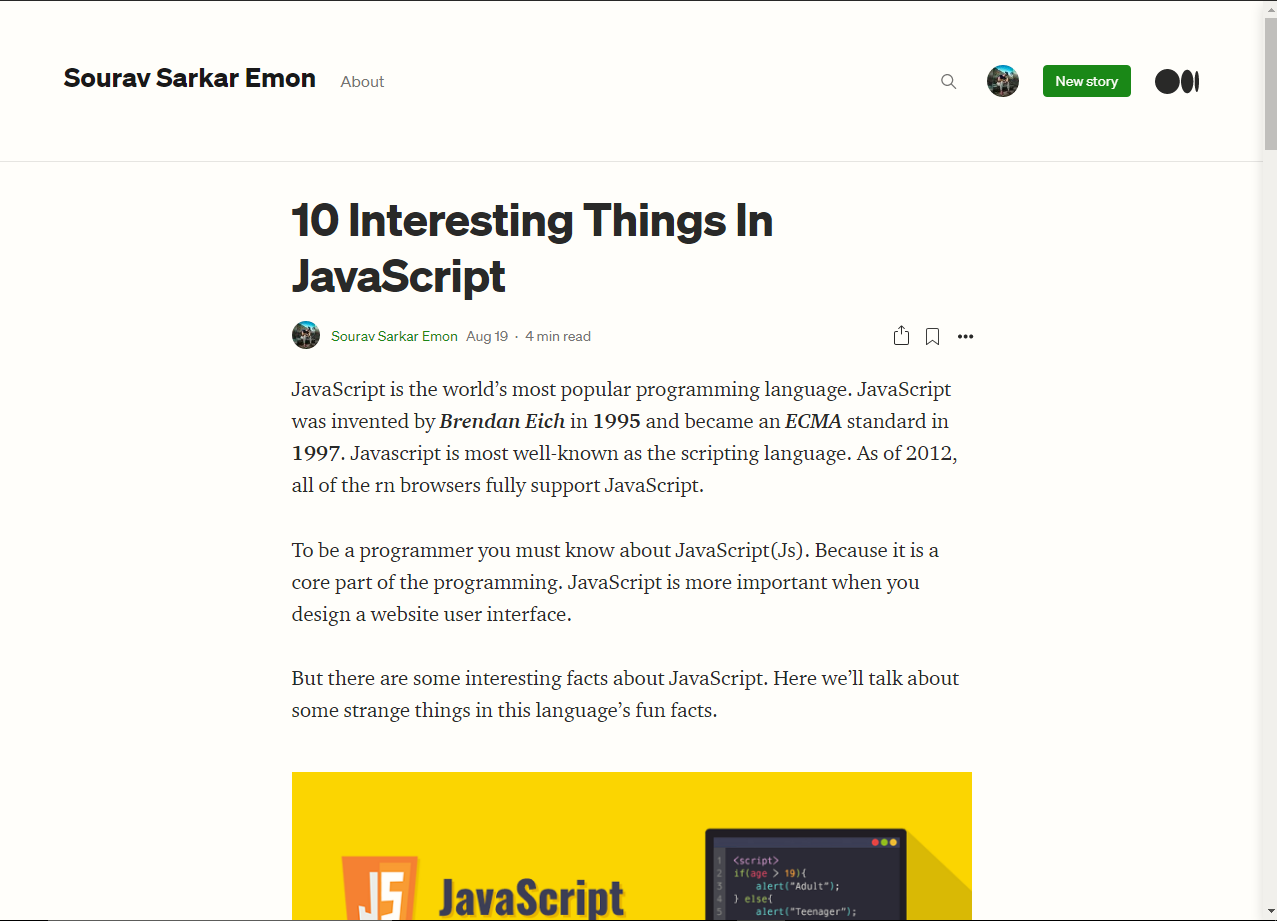 Sourav Sarkar Emon
About
New story
10 Interesting Things In
JavaScript
Sourav Sarkar Emon Aug 19 · 4 min read
JavaScript is the world’s most popular programming language. JavaScript
was invented by Brendan Eich in 1995 and became an ECMA standard in
1997. Javascript is most well-known as the scripting language. As of 2012,
all of the rn browsers fully support JavaScript.
To be a programmer you must know about JavaScript(Js). Because it is a
core part of the programming. JavaScript is more important when you
design a website user interface.
But there are some interesting facts about JavaScript. Here we’ll talk about
some strange things in this language’s fun facts.
JS
JavaScript
1 <script>
2 if(age > 19){
3 alert("Adult");
4 } else{
5 alert("Teenager");